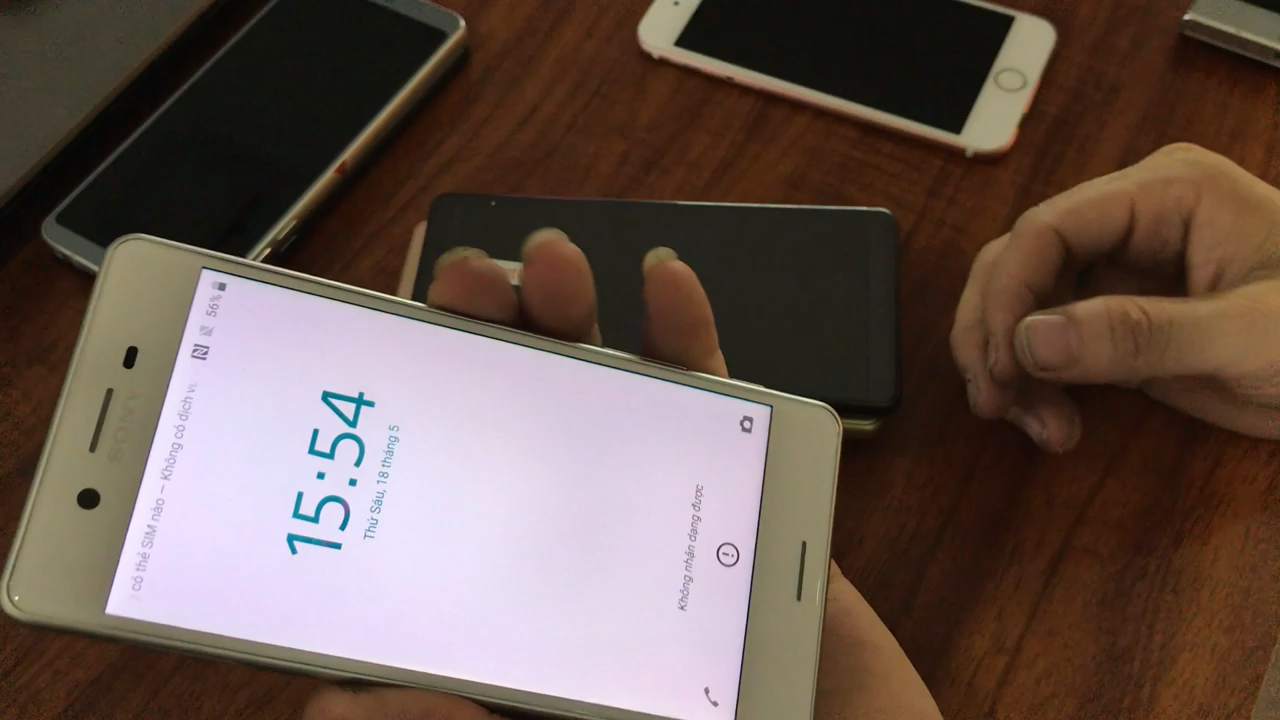 SONY
56%
có thẻ SIM nào – Không có dịch vụ
15:54
Thứ Sáu, 18 tháng 5
Không nhận dạng được